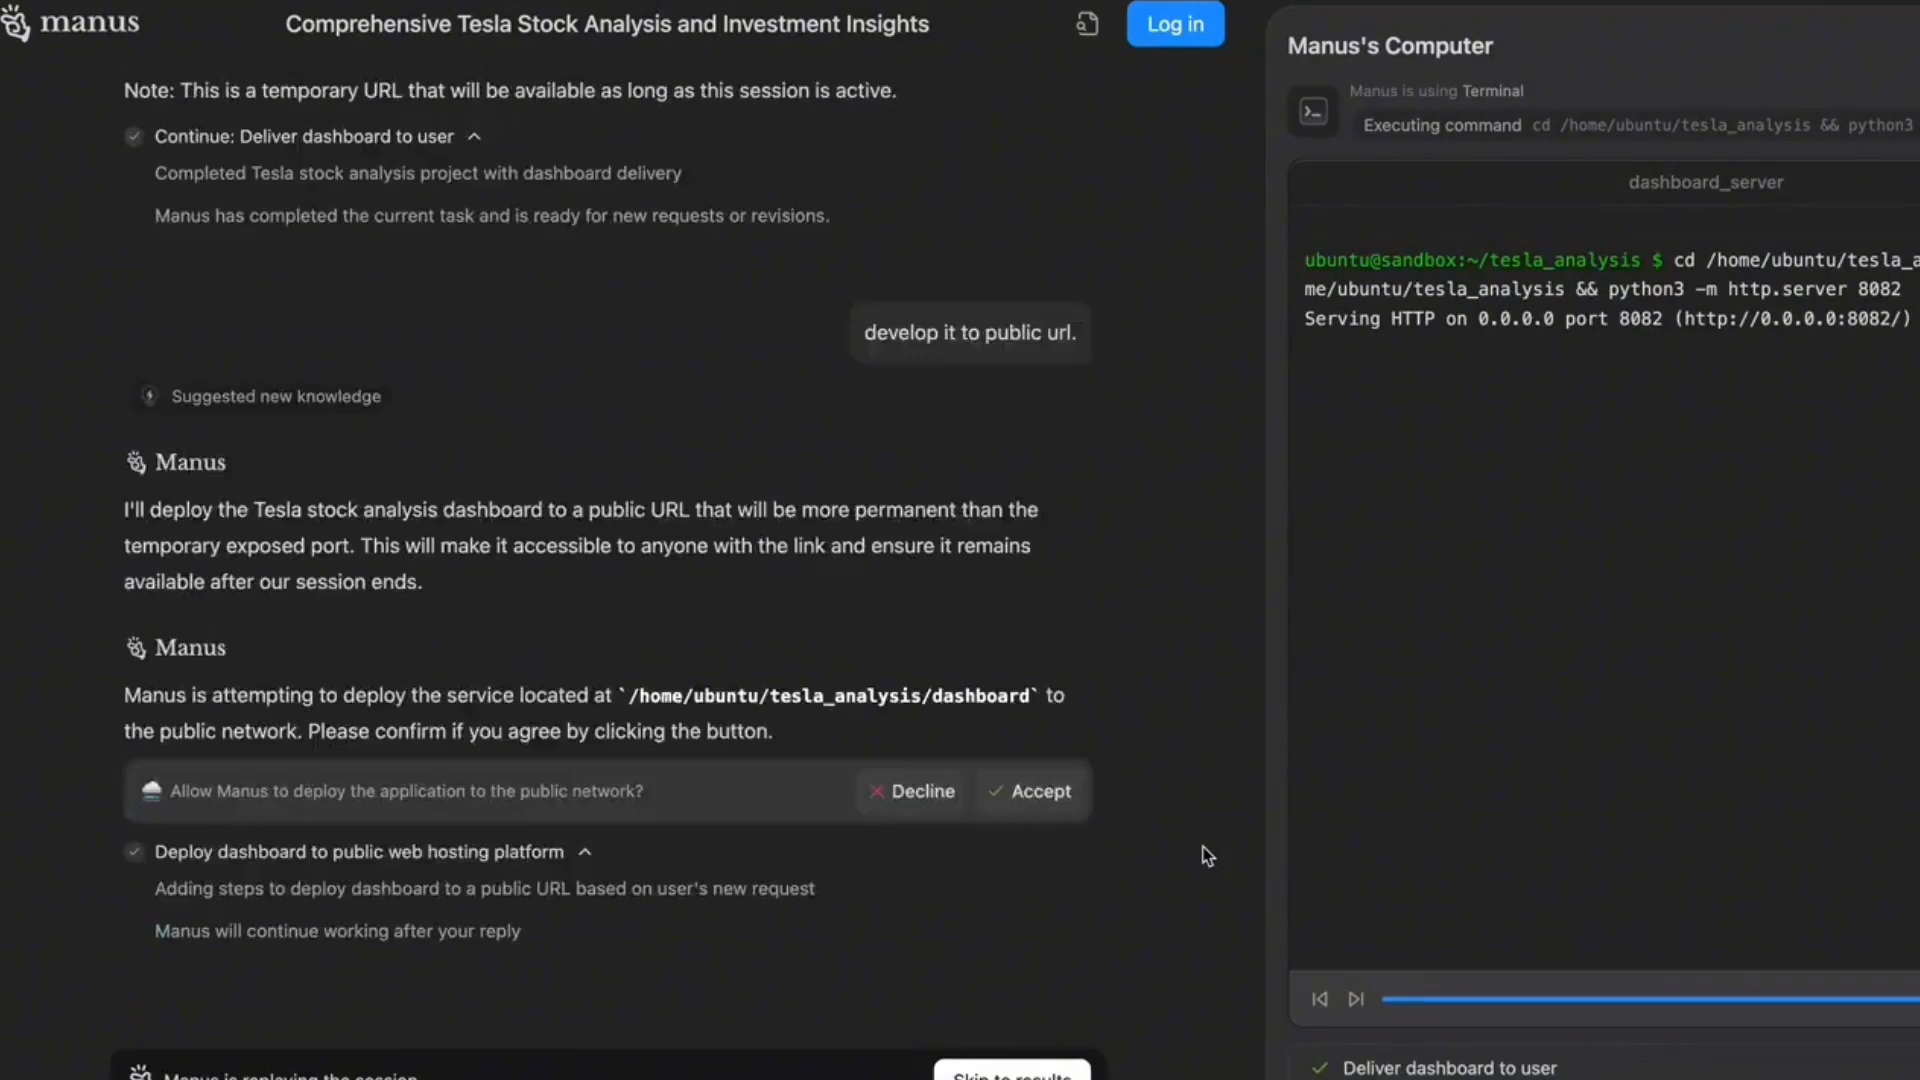 manus
Comprehensive Tesla Stock Analysis and Investment Insights
Log in
Note: This is a temporary URL that will be available as long as this session is active.
Continue: Deliver dashboard to user
Completed Tesla stock analysis project with dashboard delivery
Manus has completed the current task and is ready for new requests or revisions.
develop it to public url.
Suggested new knowledge
Manus
I'll deploy the Tesla stock analysis dashboard to a public URL that will be more permanent than the
temporary exposed port. This will make it accessible to anyone with the link and ensure it remains
available after our session ends.
Manus
Manus is attempting to deploy the service located at `/home/ubuntu/tesla_analysis/dashboard` to
the public network. Please confirm if you agree by clicking the button.
Allow Manus to deploy the application to the public network?
Decline
Accept
Deploy dashboard to public web hosting platform
Adding steps to deploy dashboard to a public URL based on user's new request
Manus will continue working after your reply
Manus is replaying the session
Skip to results
Manus's Computer
Manus is using Terminal
Executing command cd /home/ubuntu/tesla_analysis && python3
dashboard_server
ubuntu@sandbox:~/tesla_analysis $ cd /home/ubuntu/tesla_a
me/ubuntu/tesla_analysis && python3 -m http.server 8082
Serving HTTP on 0.0.0.0 port 8082 (http://0.0.0.0:8082/)
Deliver dashboard to user